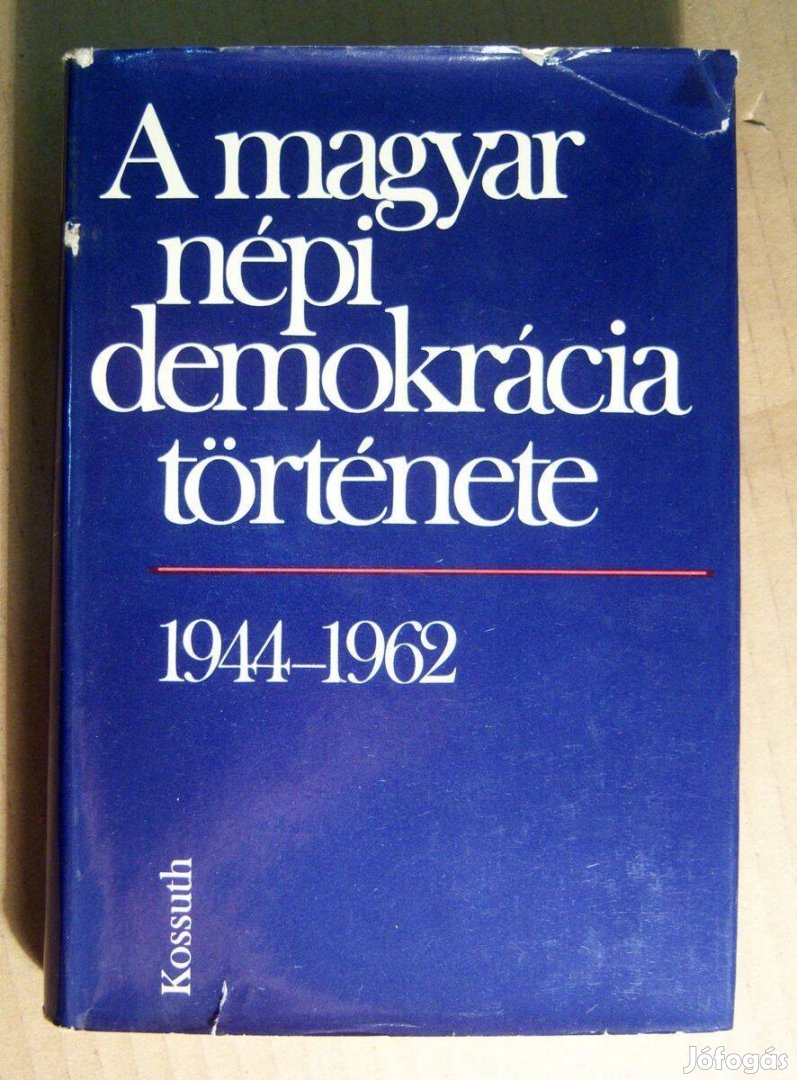 A magyar
népi
demokrácia
története
1944–1962
Kossuth
Jófogás